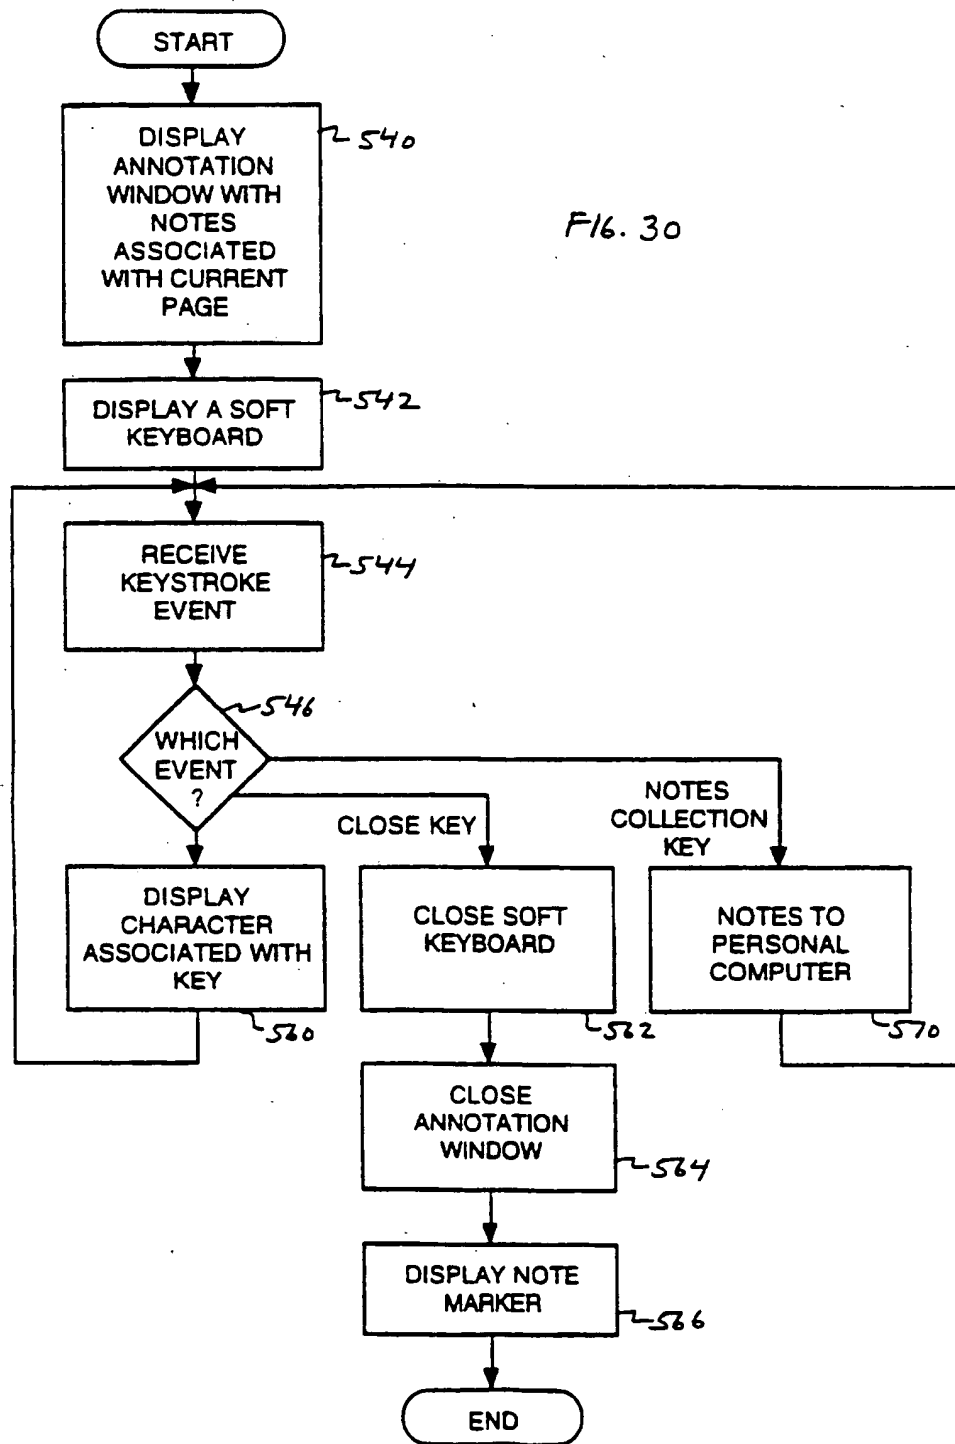 START
DISPLAY
ANNOTATION
WINDOW WITH
NOTES
ASSOCIATED
WITH CURRENT
PAGE
540
FIG. 30
DISPLAY A SOFT
KEYBOARD
542
RECEIVE
KEYSTROKE
EVENT
544
546
WHICH
EVENT
?
CLOSE KEY
NOTES
COLLECTION
KEY
DISPLAY
CHARACTER
ASSOCIATED WITH
KEY
560
CLOSE SOFT
KEYBOARD
562
NOTES TO
PERSONAL
COMPUTER
570
CLOSE
ANNOTATION
WINDOW
564
DISPLAY NOTE
MARKER
566
END